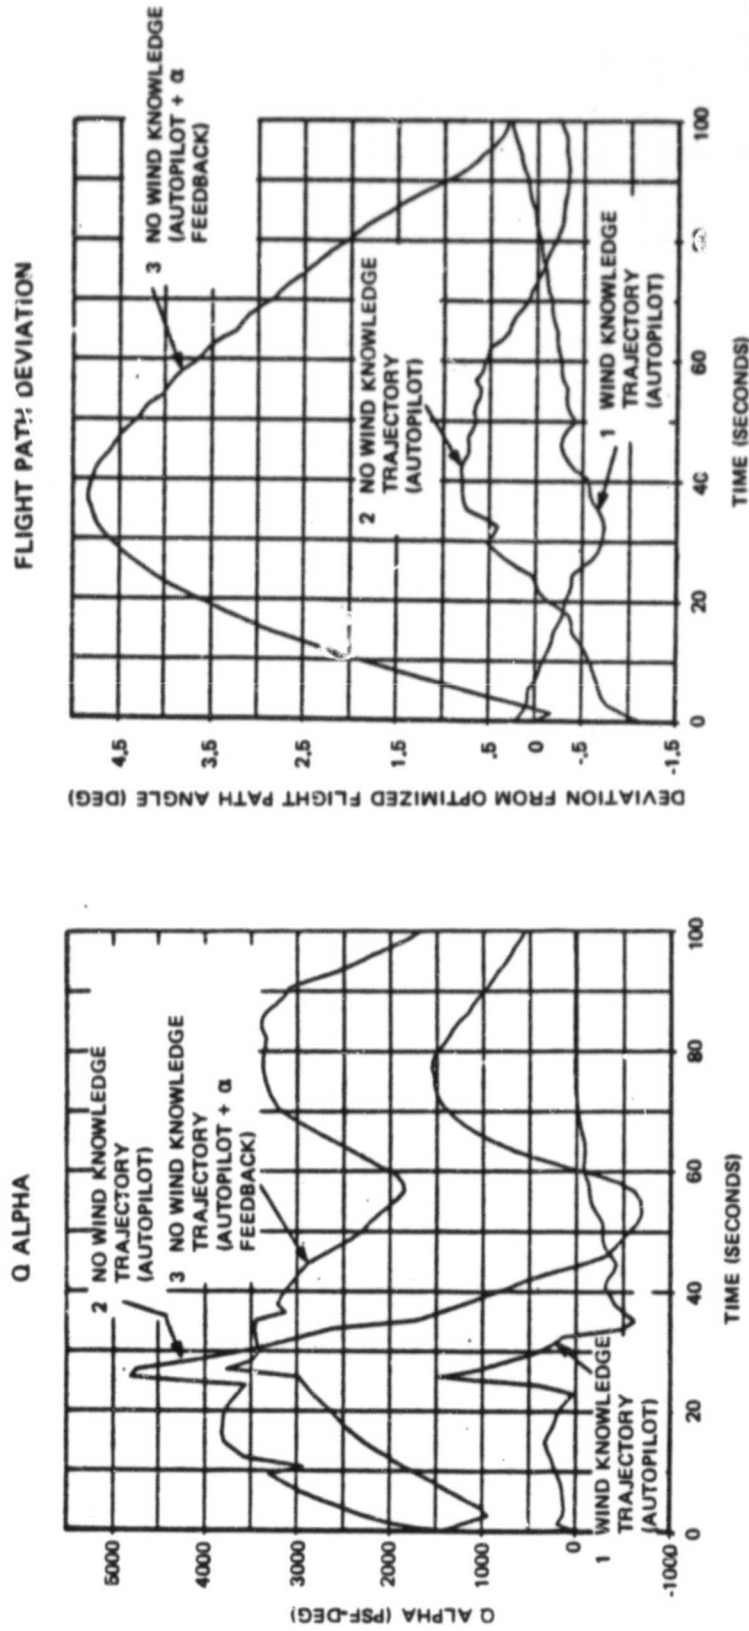 Q ALPHA
2 NO WIND KNOWLEDGE
TRAJECTORY
(AUTOPILOT)
3 NO WIND KNOWLEDGE
TRAJECTORY
(AUTOPILOT + α
FEEDBACK)
WIND KNOWLEDGE
1 TRAJECTORY
(AUTOPILOT)
Q ALPHA (PSF-DEG)
5000
4000
3000
2000
1000
0
-1000
0
20
40
60
80
100
TIME (SECONDS)
FLIGHT PATH DEVIATION
3 NO WIND KNOWLEDGE
(AUTOPILOT + α
FEEDBACK)
2 NO WIND KNOWLEDGE
TRAJECTORY
(AUTOPILOT)
1 WIND KNOWLEDGE
TRAJECTORY
(AUTOPILOT)
DEVIATION FROM OPTIMIZED FLIGHT PATH ANGLE (DEG)
4.5
3.5
2.5
1.5
.5
0
-.5
-1.5
0
20
40
60
100
TIME (SECONDS)